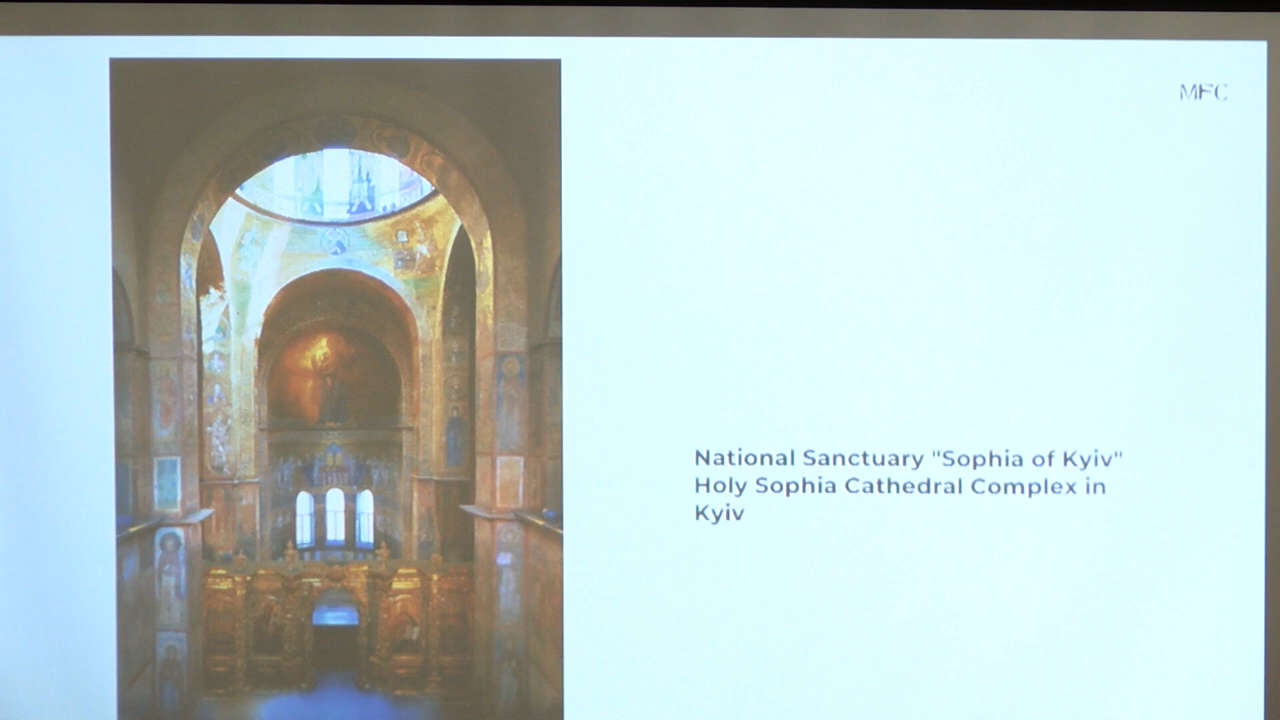 MFC
National Sanctuary "Sophia of Kyiv"
Holy Sophia Cathedral Complex in
Kyiv